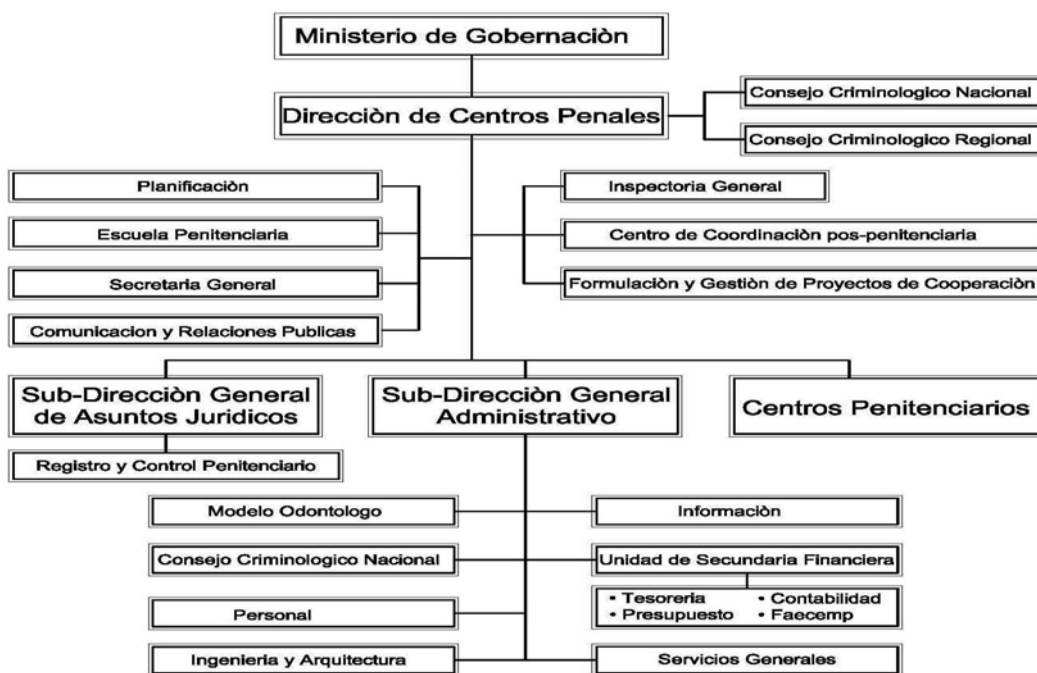 Ministerio de Gobernaciòn
Direcciòn de Centros Penales
Consejo Criminologico Nacional
Consejo Criminologico Regional
Planificaciòn
Inspectoria General
Escuela Penitenciaria
Centro de Coordinaciòn pos-penitenciaria
Secretaria General
Formulaciòn y Gestiòn de Proyectos de Cooperaciòn
Comunicacion y Relaciones Publicas
Sub-Direcciòn General
de Asuntos Juridicos
Sub-Direcciòn General
Administrativo
Centros Penitenciarios
Registro y Control Penitenciario
Modelo Odontologo
Informaciòn
Consejo Criminologico Nacional
Unidad de Secundaria Financiera
• Tesoreria • Contabilidad
• Presupuesto • Faecemp
Personal
Ingenieria y Arquitectura
Servicios Generales